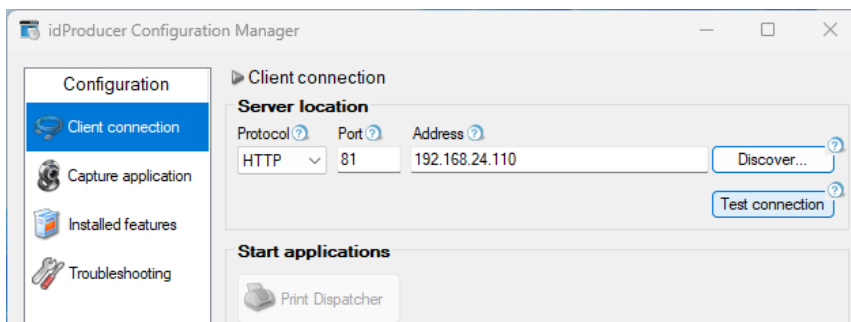 idProducer Configuration Manager
Configuration
Client connection
Capture application
Installed features
Troubleshooting
Client connection
Server location
Protocol ? Port ? Address ?
HTTP 81 192.168.24.110 Discover... ?
Test connection ?
Start applications
Print Dispatcher